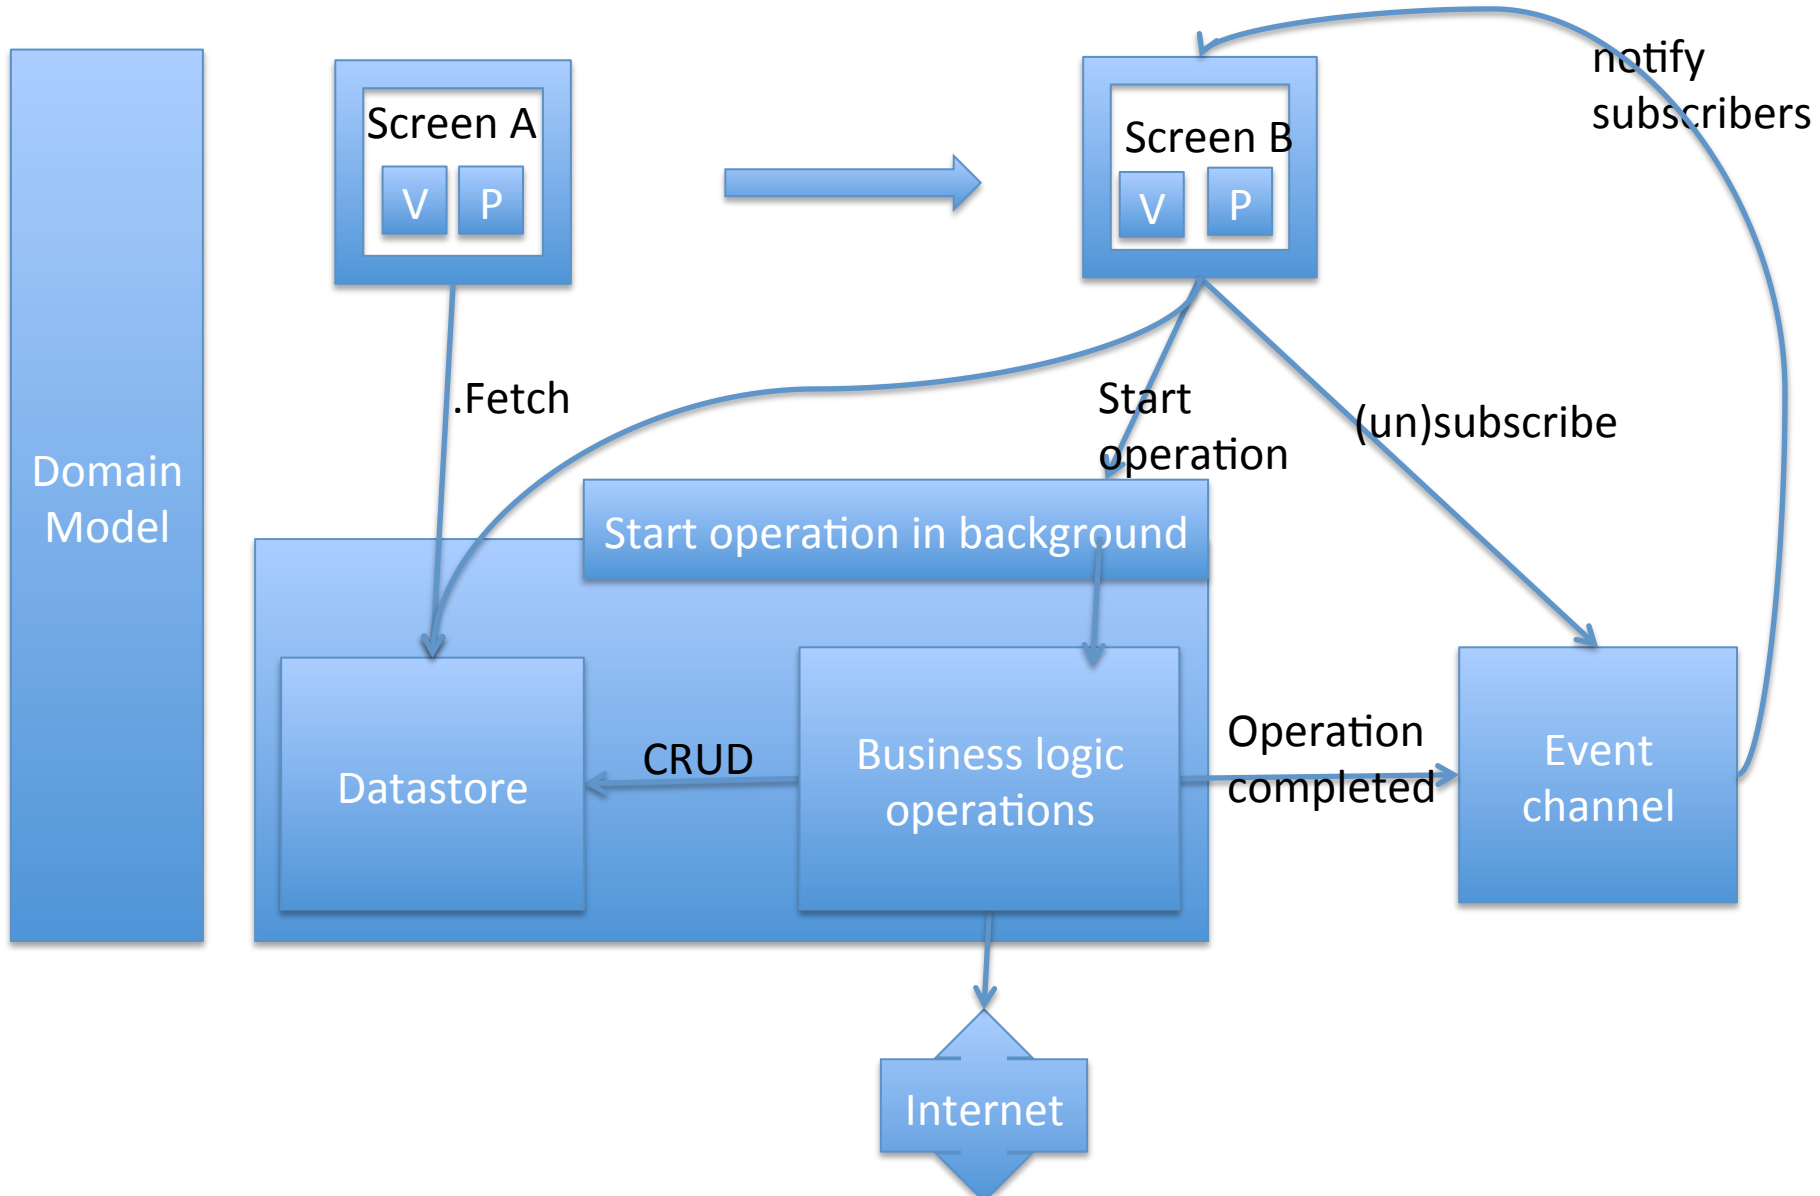 notify
subscribers
Screen A
V
P
Screen B
V
P
.Fetch
Start
operation
(un)subscribe
Domain
Model
Start operation in background
Datastore
CRUD
Business logic
operations
Operation
completed
Event
channel
Internet